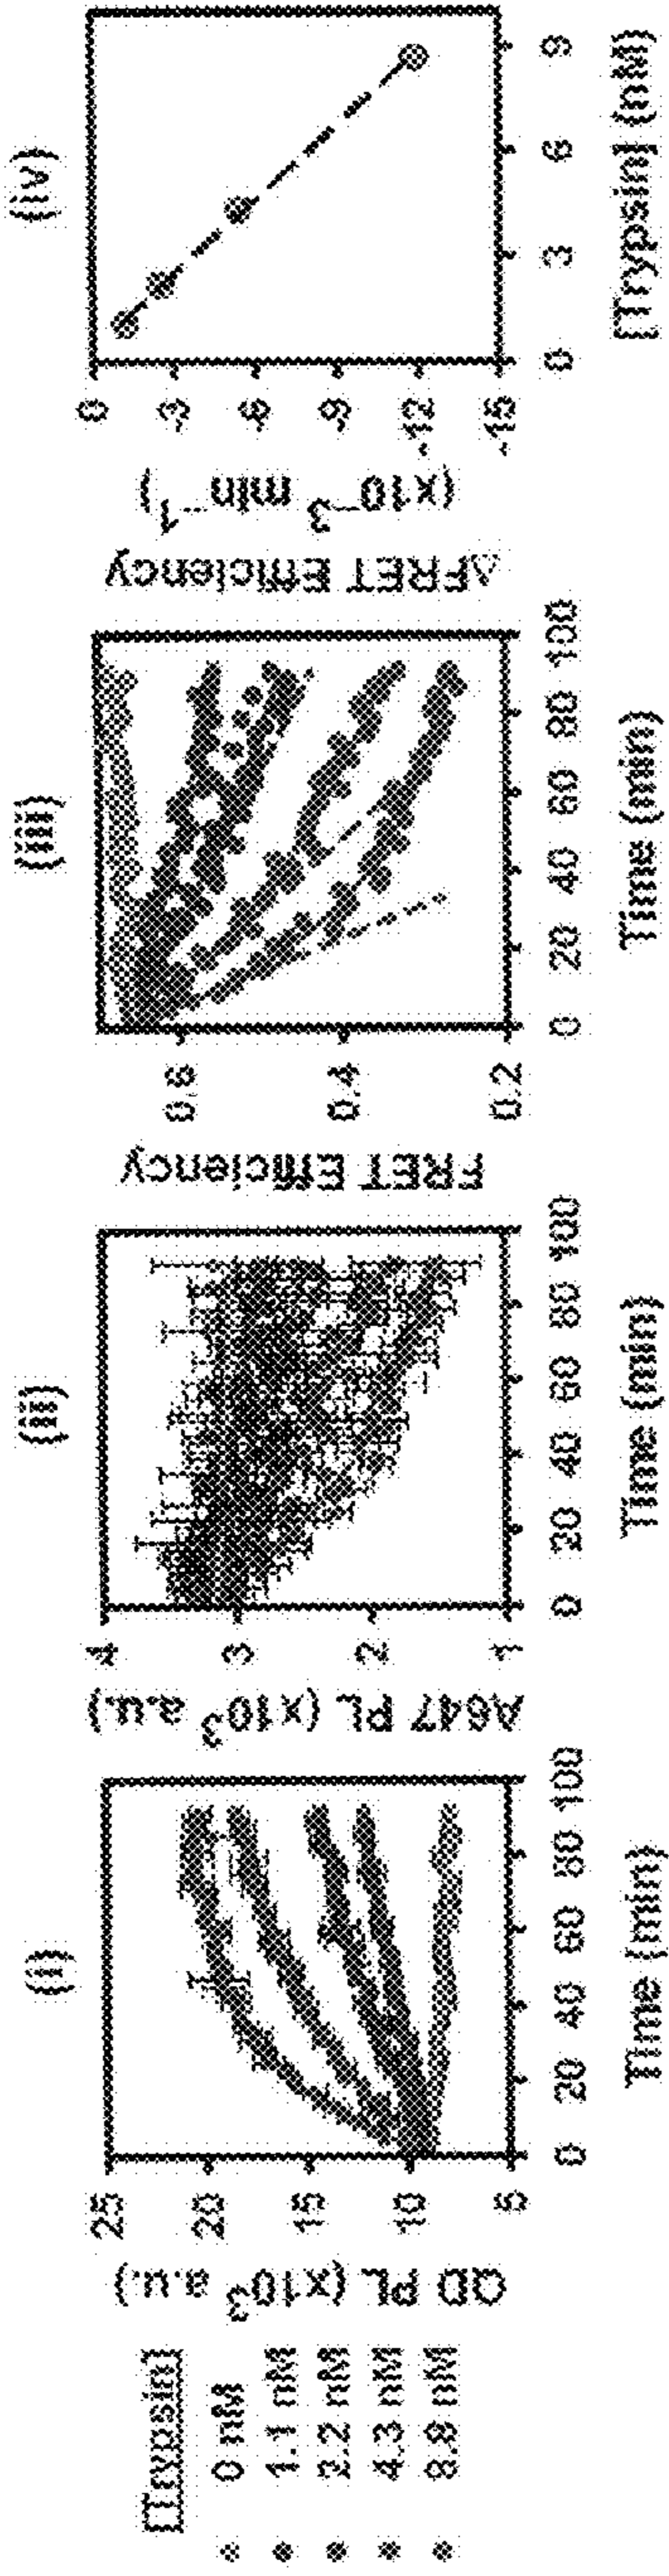 [Trypsin]
0 nM
1.1 nM
2.2 nM
4.3 nM
8.8 nM
(i)
QD PL (x10³ a.u.)
25
20
15
10
5
0 20 40 60 80 100
Time (min)
(ii)
A647 PL (x10³ a.u.)
4
3
2
1
0 20 40 60 80 100
Time (min)
(iii)
FRET Efficiency
0.6
0.4
0.2
0 20 40 60 80 100
Time (min)
(iv)
ΔFRET Efficiency
(x10⁻³ min⁻¹)
0
-3
-6
-9
-12
-15
0 3 6 9
[Trypsin] (nM)